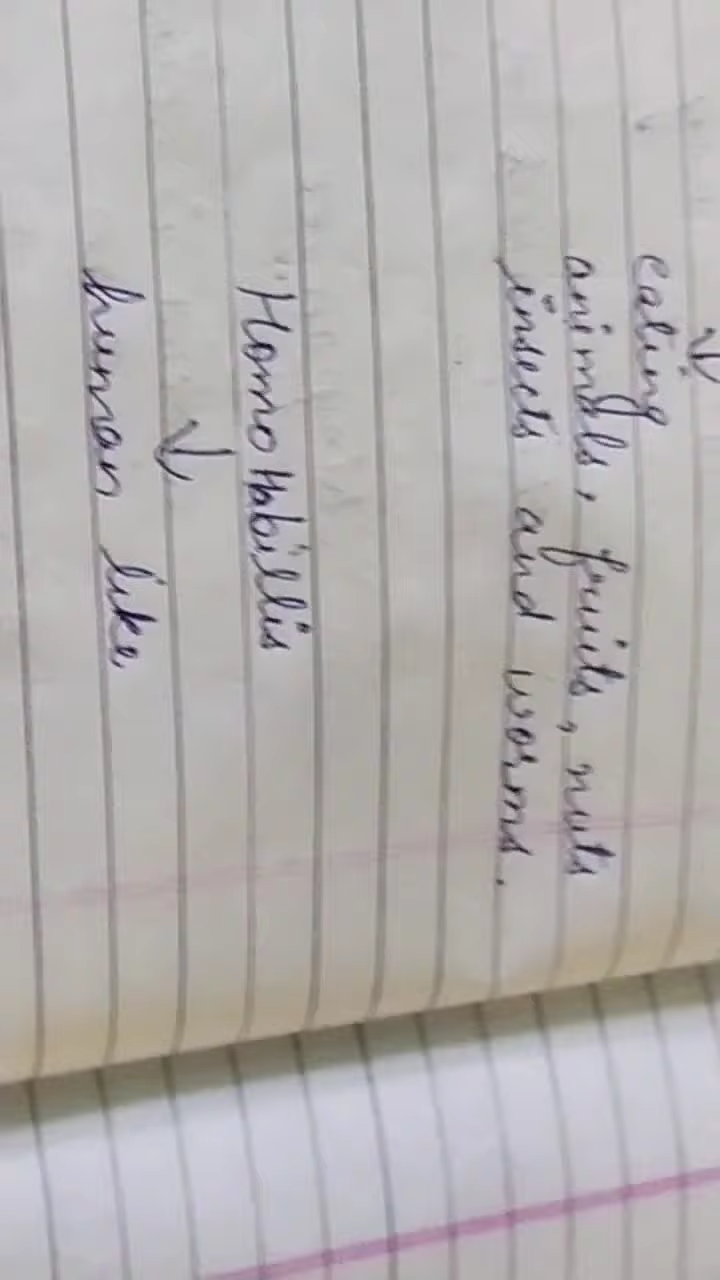 ↓
eating
animals, fruits, nuts
insects and worms.
"Homo Habillis
↓
human like